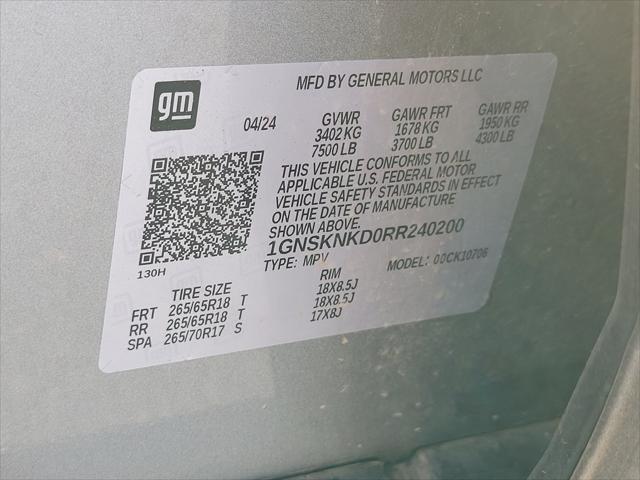 gm
MFD BY GENERAL MOTORS LLC
04/24 GVWR GAWR FRT GAWR RR
3402 KG 1678 KG 1950 KG
7500 LB 3700 LB 4300 LB
THIS VEHICLE CONFORMS TO ALL
APPLICABLE U.S. FEDERAL MOTOR
VEHICLE SAFETY STANDARDS IN EFFECT
ON THE DATE OF MANUFACTURE
SHOWN ABOVE.
1GNSKNKD0RR240200
130H
TYPE: MPV MODEL: 00CK10706
TIRE SIZE RIM
FRT 265/65R18 T 18X8.5J
RR 265/65R18 T 18X8.5J
SPA 265/70R17 S 17X8J